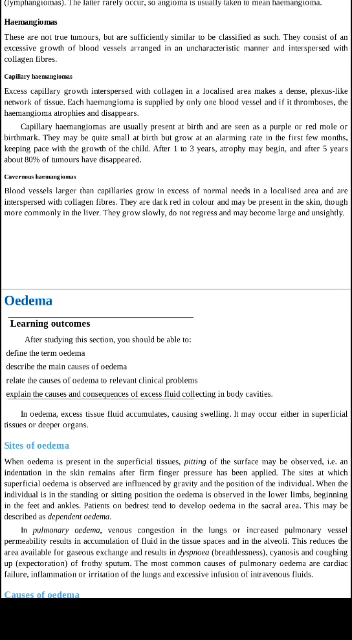 (lymphangiomas). The latter rarely occur, so angioma is usually taken to mean haemangioma.
Haemangiomas
These are not true tumours, but are sufficiently similar to be classified as such. They consist of an
excessive growth of blood vessels arranged in an uncharacteristic manner and interspersed with
collagen fibres.
Capillary haemangiomas
Excess capillary growth interspersed with collagen in a localised area makes a dense, plexus-like
network of tissue. Each haemangioma is supplied by only one blood vessel and if it thromboses, the
haemangioma atrophies and disappears.
Capillary haemangiomas are usually present at birth and are seen as a purple or red mole or
birthmark. They may be quite small at birth but grow at an alarming rate in the first few months,
keeping pace with the growth of the child. After 1 to 3 years, atrophy may begin, and after 5 years
about 80% of tumours have disappeared.
Cavernous haemangiomas
Blood vessels larger than capillaries grow in excess of normal needs in a localised area and are
interspersed with collagen fibres. They are dark red in colour and may be present in the skin, though
more commonly in the liver. They grow slowly, do not regress and may become large and unsightly.
Oedema
Learning outcomes
After studying this section, you should be able to:
define the term oedema
describe the main causes of oedema
relate the causes of oedema to relevant clinical problems
explain the causes and consequences of excess fluid collecting in body cavities.
In oedema, excess tissue fluid accumulates, causing swelling. It may occur either in superficial
tissues or deeper organs.
Sites of oedema
When oedema is present in the superficial tissues, pitting of the surface may be observed, i.e. an
indentation in the skin remains after firm finger pressure has been applied. The sites at which
superficial oedema is observed are influenced by gravity and the position of the individual. When the
individual is in the standing or sitting position the oedema is observed in the lower limbs, beginning
in the feet and ankles. Patients on bedrest tend to develop oedema in the sacral area. This may be
described as dependent oedema.
In pulmonary oedema, venous congestion in the lungs or increased pulmonary vessel
permeability results in accumulation of fluid in the tissue spaces and in the alveoli. This reduces the
area available for gaseous exchange and results in dyspnoea (breathlessness), cyanosis and coughing
up (expectoration) of frothy sputum. The most common causes of pulmonary oedema are cardiac
failure, inflammation or irritation of the lungs and excessive infusion of intravenous fluids.
Causes of oedema